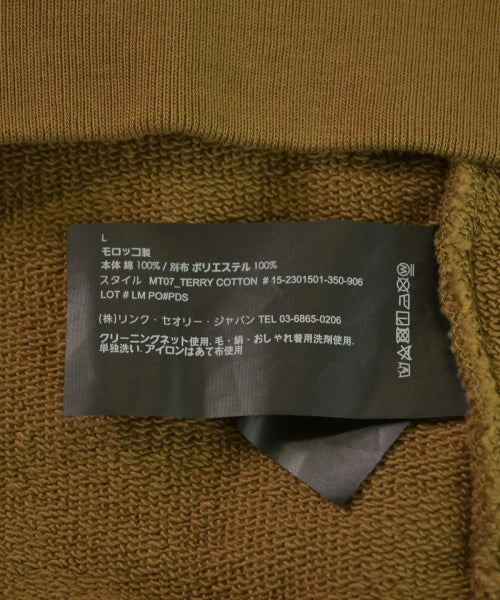 L
モロッコ製
本体 綿 100% / 別布 ポリエステル 100%
スタイル MT07_TERRY COTTON # 15-2301501-350-906
LOT # LM PO#PDS
(株)リンク・セオリー・ジャパン TEL 03-6865-0206
クリーニングネット使用. 毛・絹・おしゃれ着用洗剤使用.
単独洗い. アイロンはあて布使用